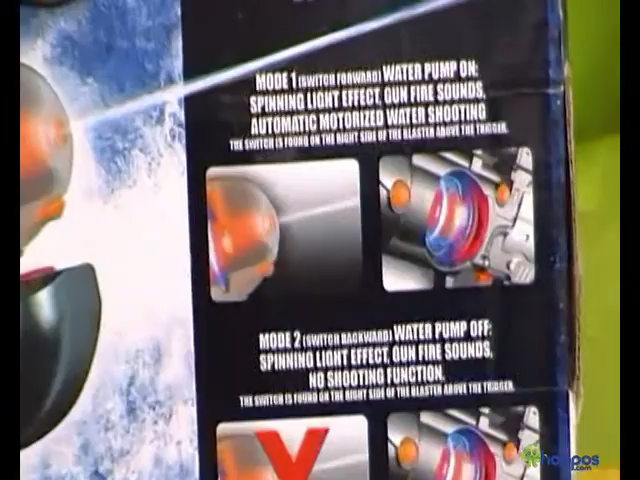 MODE 1 (SWITCH FORWARD) WATER PUMP ON:
SPINNING LIGHT EFFECT, GUN FIRE SOUNDS,
AUTOMATIC MOTORIZED WATER SHOOTING
THE SWITCH IS FOUND ON THE RIGHT SIDE OF THE BLASTER ABOVE THE TRIGGER.
MODE 2 (SWITCH BACKWARD) WATER PUMP OFF:
SPINNING LIGHT EFFECT, GUN FIRE SOUNDS,
NO SHOOTING FUNCTION.
THE SWITCH IS FOUND ON THE RIGHT SIDE OF THE BLASTER ABOVE THE TRIGGER